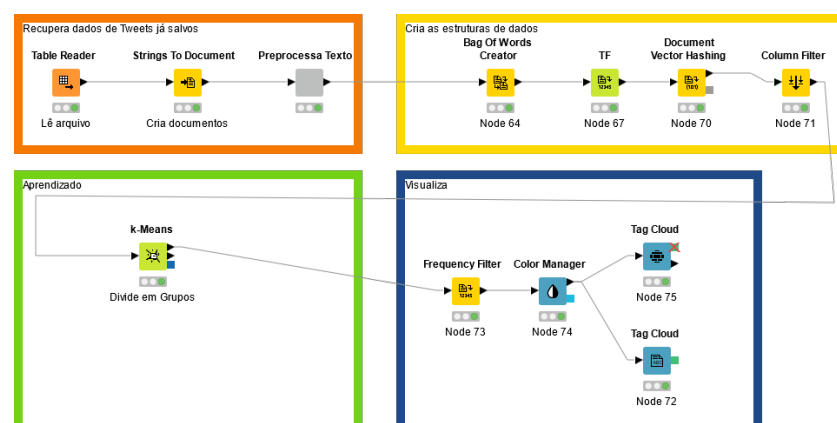 Recupera dados de Tweets já salvos
Table Reader
Strings To Document
Preprocessa Texto
Lê arquivo
Cria documentos
Cria as estruturas de dados
Bag Of Words
Creator
TF
Document
Vector Hashing
Column Filter
Node 64
Node 67
Node 70
Node 71
Aprendizado
k-Means
Divide em Grupos
Visualiza
Frequency Filter
Color Manager
Tag Cloud
Node 73
Node 74
Node 75
Tag Cloud
Node 72